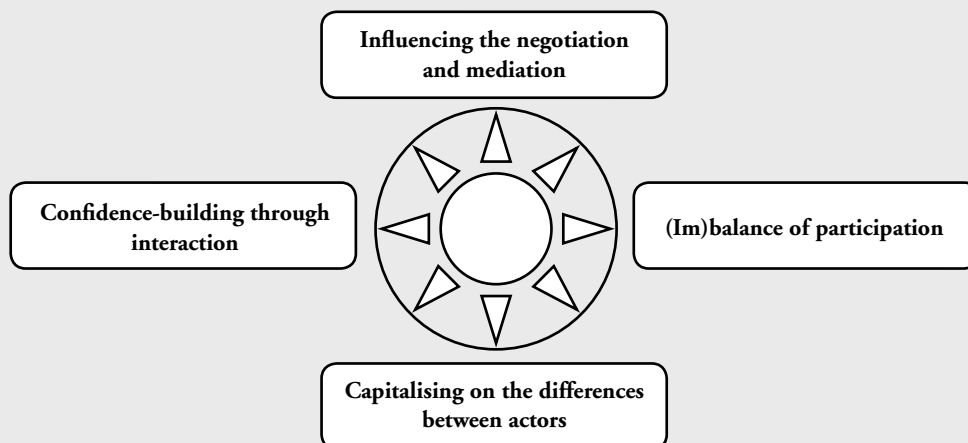 Influencing the negotiation
and mediation
Confidence-building through
interaction
(Im)balance of participation
Capitalising on the differences
between actors